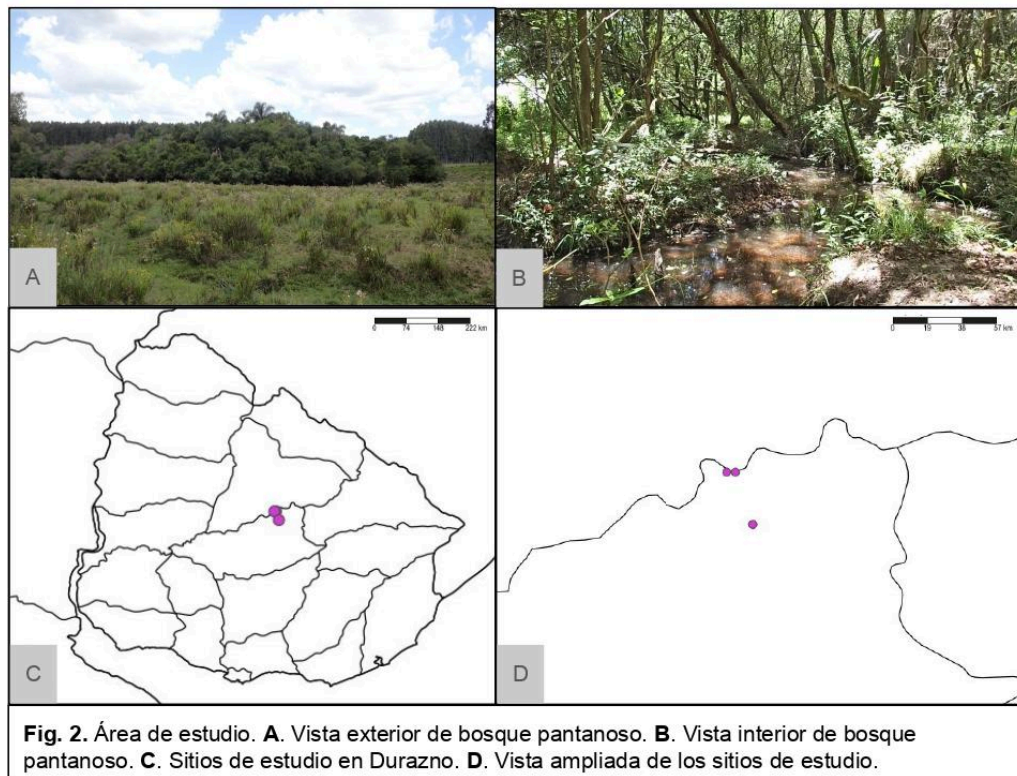 A
B
0 74 148 222 km
0 19 38 57 km
C
D
Fig. 2. Área de estudio. A. Vista exterior de bosque pantanoso. B. Vista interior de bosque
pantanoso. C. Sitios de estudio en Durazno. D. Vista ampliada de los sitios de estudio.